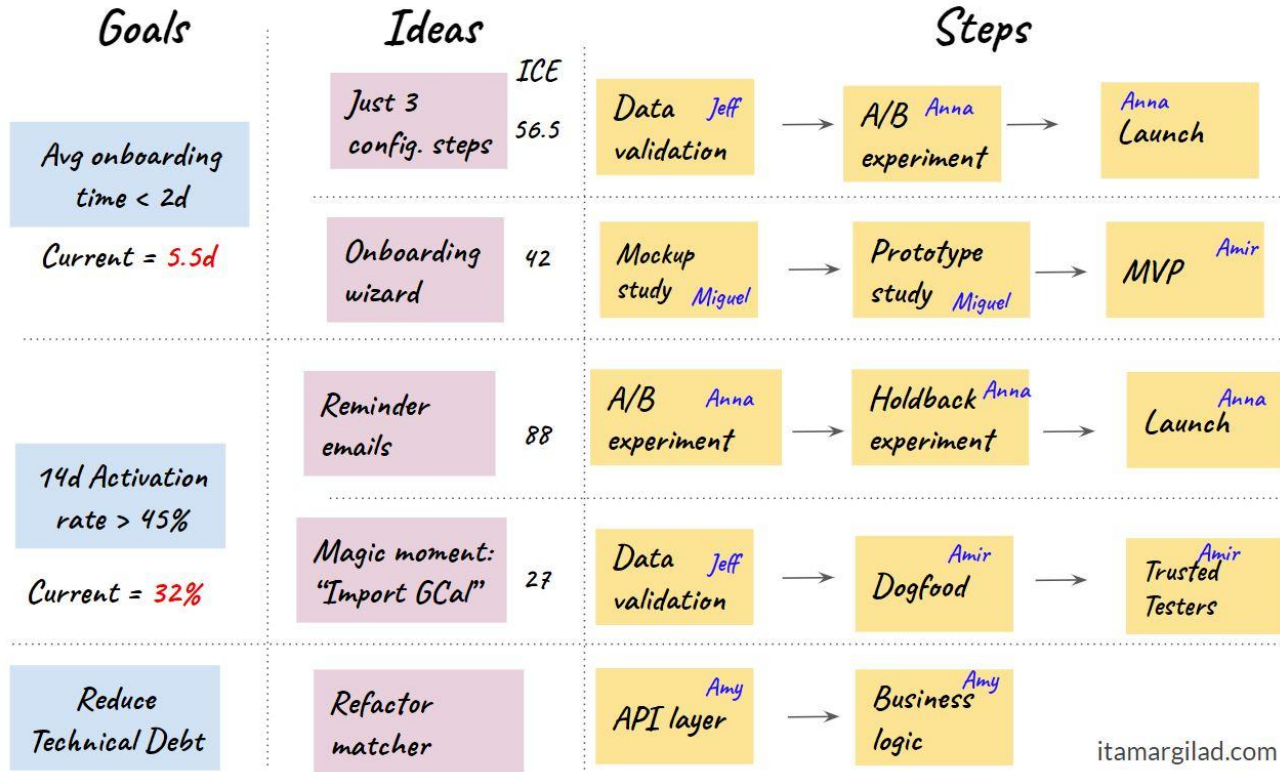 Goals
Ideas
Steps
ICE
Avg onboarding
time < 2d
Current = 5.5d
Just 3
config. steps
56.5
Data Jeff
validation
A/B Anna
experiment
Anna
Launch
Onboarding
wizard
42
Mockup
study Miguel
Prototype
study Miguel
Amir
MVP
14d Activation
rate > 45%
Current = 32%
Reminder
emails
88
A/B Anna
experiment
Holdback Anna
experiment
Anna
Launch
Magic moment:
“Import GCal”
27
Data Jeff
validation
Amir
Dogfood
Amir
Trusted
Testers
Reduce
Technical Debt
Refactor
matcher
Amy
API layer
Amy
Business
logic
itamargilad.com